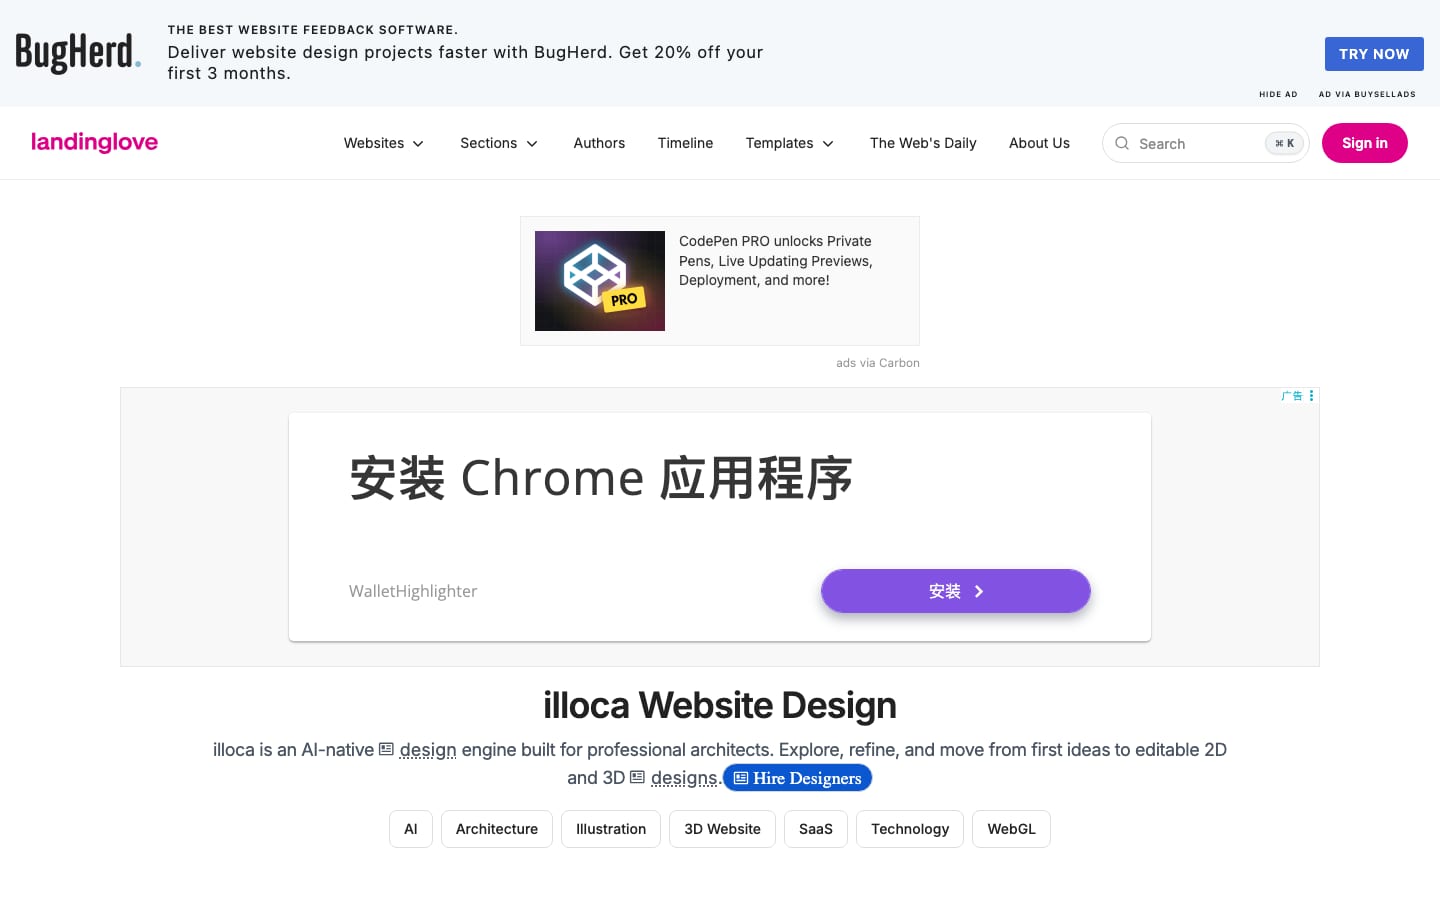 BugHerd.
THE BEST WEBSITE FEEDBACK SOFTWARE.
Deliver website design projects faster with BugHerd. Get 20% off your
first 3 months.
TRY NOW
HIDE AD
AD VIA BUYSELLADS
landinglove
Websites
Sections
Authors
Timeline
Templates
The Web's Daily
About Us
Search
⌘ K
Sign in
PRO
CodePen PRO unlocks Private
Pens, Live Updating Previews,
Deployment, and more!
ads via Carbon
广告
安装 Chrome 应用程序
WalletHighlighter
安装
illoca Website Design
illoca is an AI-native design engine built for professional architects. Explore, refine, and move from first ideas to editable 2D
and 3D designs. Hire Designers
AI
Architecture
Illustration
3D Website
SaaS
Technology
WebGL